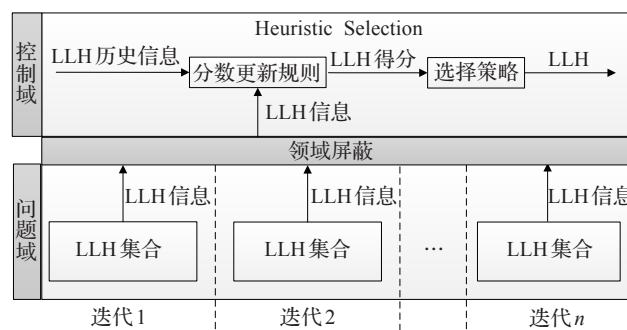 Heuristic Selection
控制域
LLH历史信息
分数更新规则
LLH得分
选择策略
LLH
LLH信息
领域屏蔽
问题域
LLH信息
LLH信息
LLH信息
LLH集合
LLH集合
…
LLH集合
迭代1
迭代2
迭代n